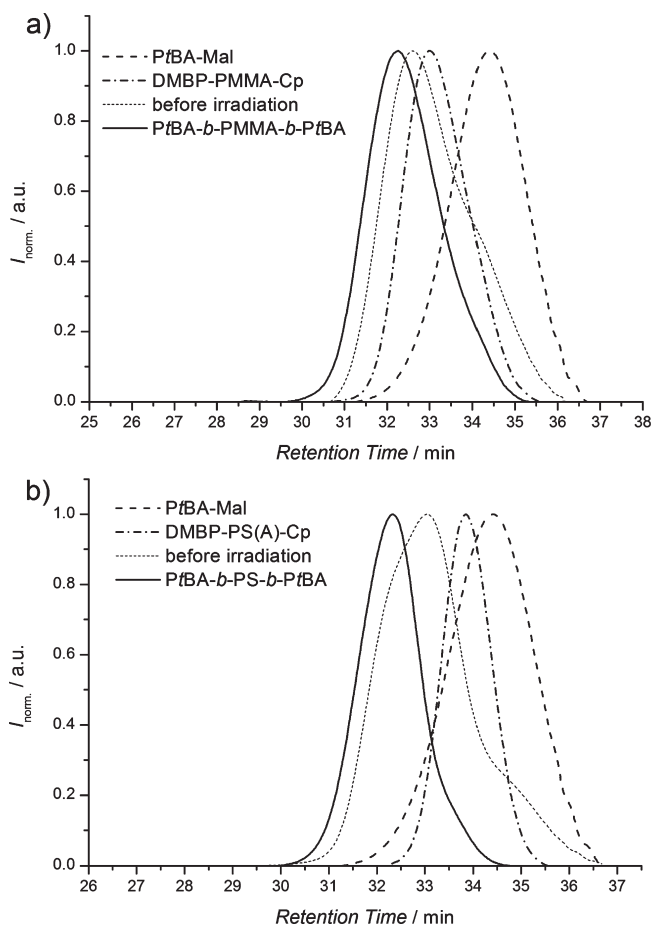 a)
PtBA-Mal
DMBP-PMMA-Cp
before irradiation
PtBA-b-PMMA-b-PtBA
I norm. / a.u.
1.0
0.8
0.6
0.4
0.2
0.0
25 26 27 28 29 30 31 32 33 34 35 36 37 38
Retention Time / min
b)
PtBA-Mal
DMBP-PS(A)-Cp
before irradiation
PtBA-b-PS-b-PtBA
I norm. / a.u.
1.0
0.8
0.6
0.4
0.2
0.0
26 27 28 29 30 31 32 33 34 35 36 37
Retention Time / min